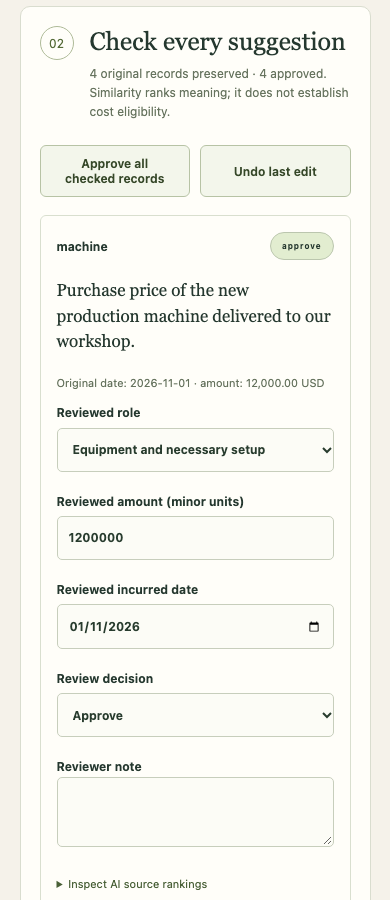 02
Check every suggestion
4 original records preserved · 4 approved.
Similarity ranks meaning; it does not establish
cost eligibility.
Approve all
checked records
Undo last edit
machine
approve
Purchase price of the new
production machine delivered to our
workshop.
Original date: 2026-11-01 · amount: 12,000.00 USD
Reviewed role
Equipment and necessary setup
Reviewed amount (minor units)
1200000
Reviewed incurred date
01/11/2026
Review decision
Approve
Reviewer note
Inspect AI source rankings